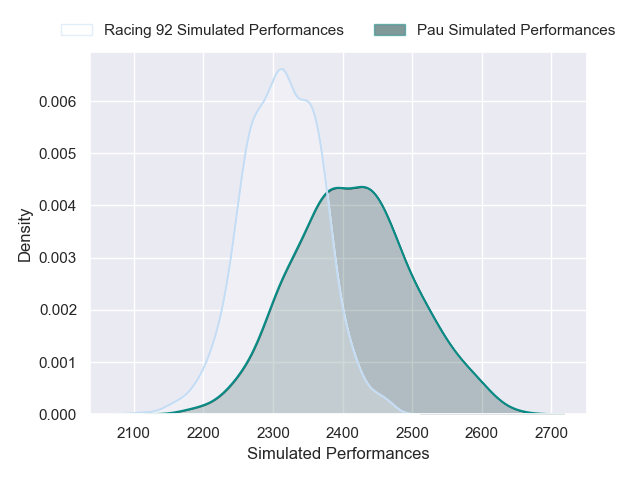 Racing 92 Simulated Performances
Pau Simulated Performances
0.006
0.005
0.004
0.003
0.002
0.001
0.000
Density
2100 2200 2300 2400 2500 2600 2700
Simulated Performances